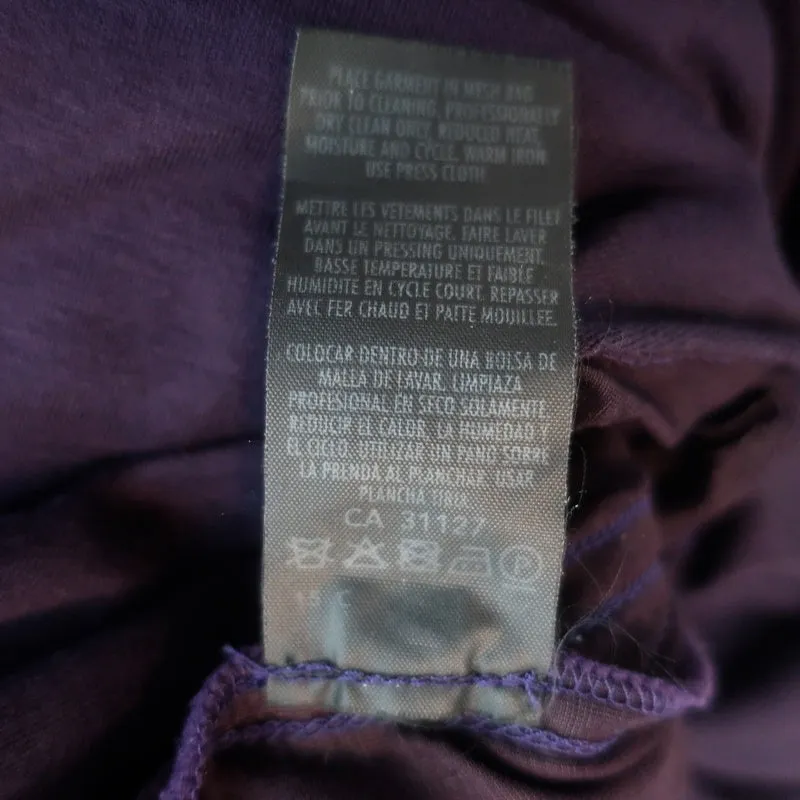 PLACE GARMENT IN MESH BAG
PRIOR TO CLEANING. PROFESSIONALLY
DRY CLEAN ONLY. REDUCED HEAT,
MOISTURE AND CYCLE. WARM IRON
USE PRESS CLOTH
METTRE LES VETEMENTS DANS LE FILET
AVANT LE NETTOYAGE. FAIRE LAVER
DANS UN PRESSING UNIQUEMENT.
BASSE TEMPERATURE ET FAIBLE
HUMIDITE EN CYCLE COURT. REPASSER
AVEC FER CHAUD ET PATTE MOUILLEE.
COLOCAR DENTRO DE UNA BOLSA DE
MALLA DE LAVAR. LIMPIAZA
PROFESIONAL EN SECO SOLAMENTE
REDUCIR EL CALOR, LA HUMEDAD Y
EL CICLO. UTILIZAR UN PANO SOBRE
LA PRENDA AL PLANCHAR. USAR
PLANCHA TIBIA.
CA 31127
P